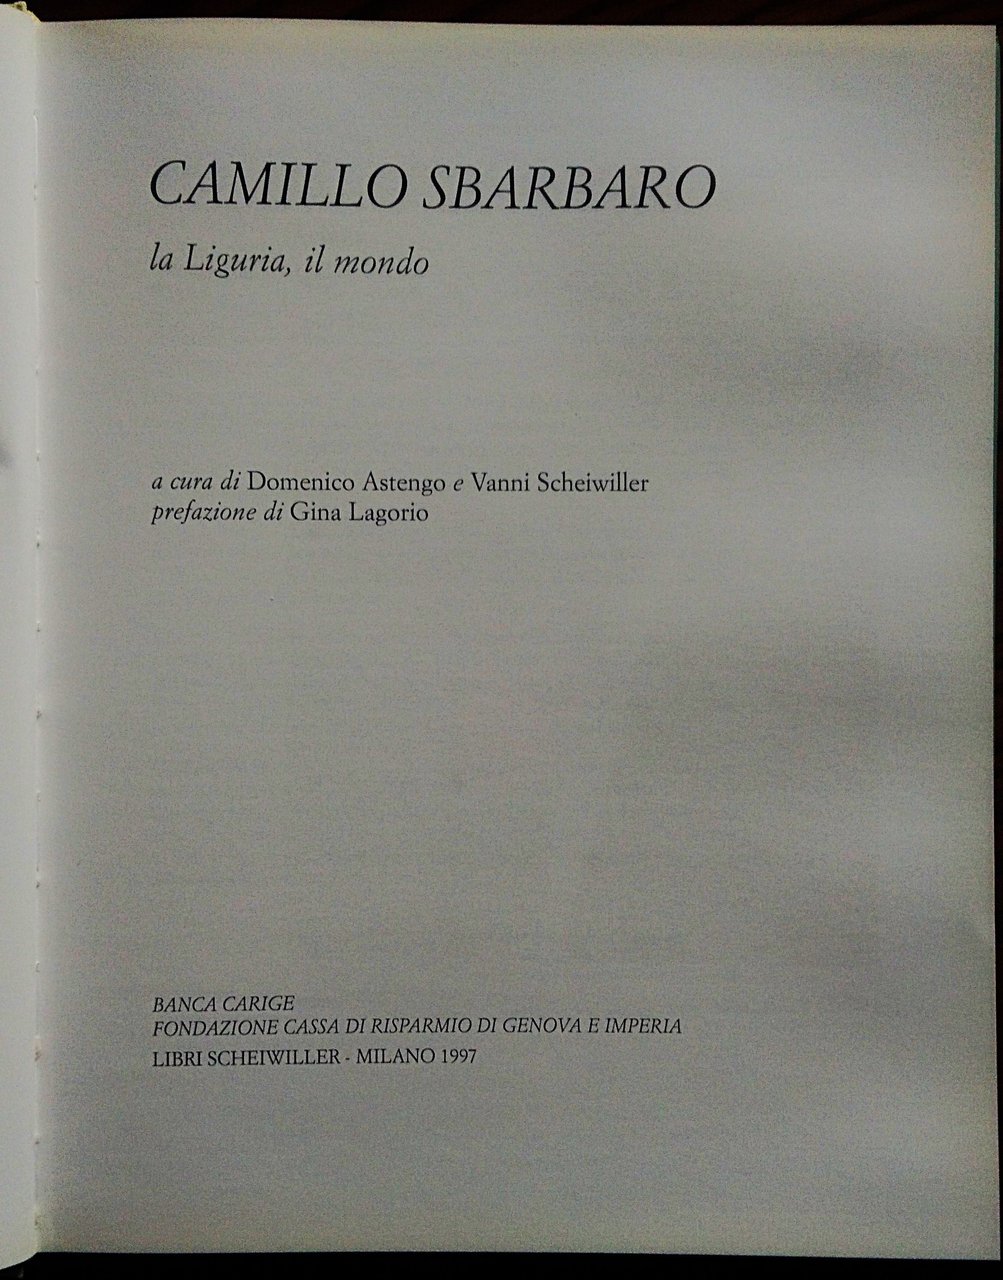 CAMILLO SBARBARO
la Liguria, il mondo
a cura di Domenico Astengo e Vanni Scheiwiller
prefazione di Gina Lagorio
BANCA CARIGE
FONDAZIONE CASSA DI RISPARMIO DI GENOVA E IMPERIA
LIBRI SCHEIWILLER - MILANO 1997